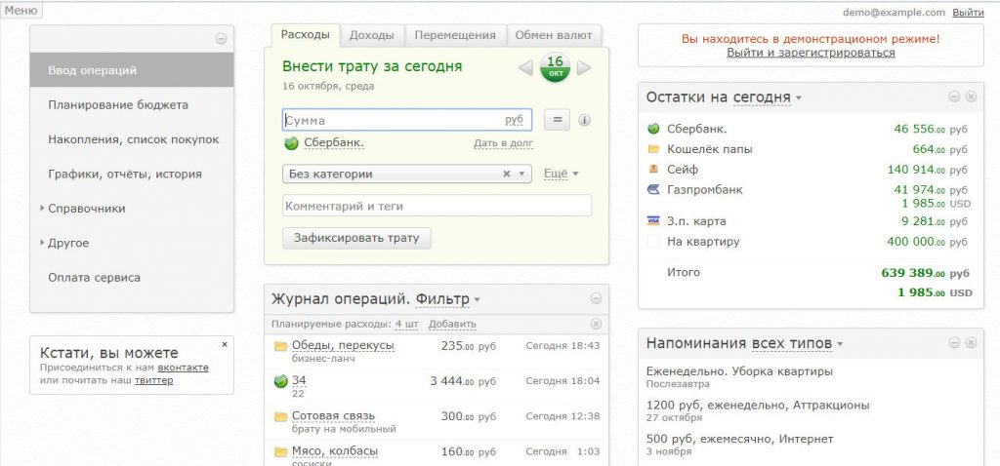 Меню
demo@example.com Выйти
Ввод операций
Планирование бюджета
Накопления, список покупок
Графики, отчёты, история
Справочники
Другое
Оплата сервиса
Кстати, вы можете
Присоединиться к нам вконтакте
или почитать наш твиттер
Расходы Доходы Перемещения Обмен валют
Внести трату за сегодня
16 октября, среда
16
окт
Сумма руб =
Сбербанк. Дать в долг
Без категории Ещё
Комментарий и теги
Зафиксировать трату
Журнал операций. Фильтр
Планируемые расходы: 4 шт Добавить
Обеды, перекусы 235.00 руб Сегодня 18:43
бизнес-ланч
34 3 444.00 руб Сегодня 18:04
22
Сотовая связь 300.00 руб Сегодня 12:38
брату на мобильный
Мясо, колбасы 160.00 руб Сегодня 1:03
сосиски
Вы находитесь в демонстрационом режиме!
Выйти и зарегистрироваться
Остатки на сегодня
Сбербанк. 46 556.00 руб
Кошелёк папы 664.00 руб
Сейф 140 914.00 руб
Газпромбанк 41 974.00 руб
1 985.00 USD
VISA З.п. карта 9 281.00 руб
На квартиру 400 000.00 руб
Итого 639 389.00 руб
1 985.00 USD
Напоминания всех типов
Еженедельно. Уборка квартиры
Послезавтра
1200 руб, еженедельно, Аттракционы
27 октября
500 руб, ежемесячно, Интернет
3 ноября